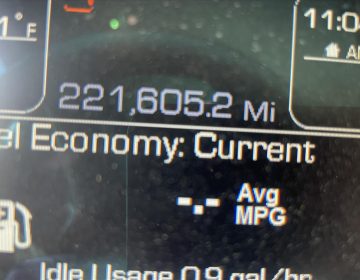 1° E
11:0
221,605.2 Mi
el Economy: Current
-.- Avg
MPG
Idle Usage 0.9 gal/hr